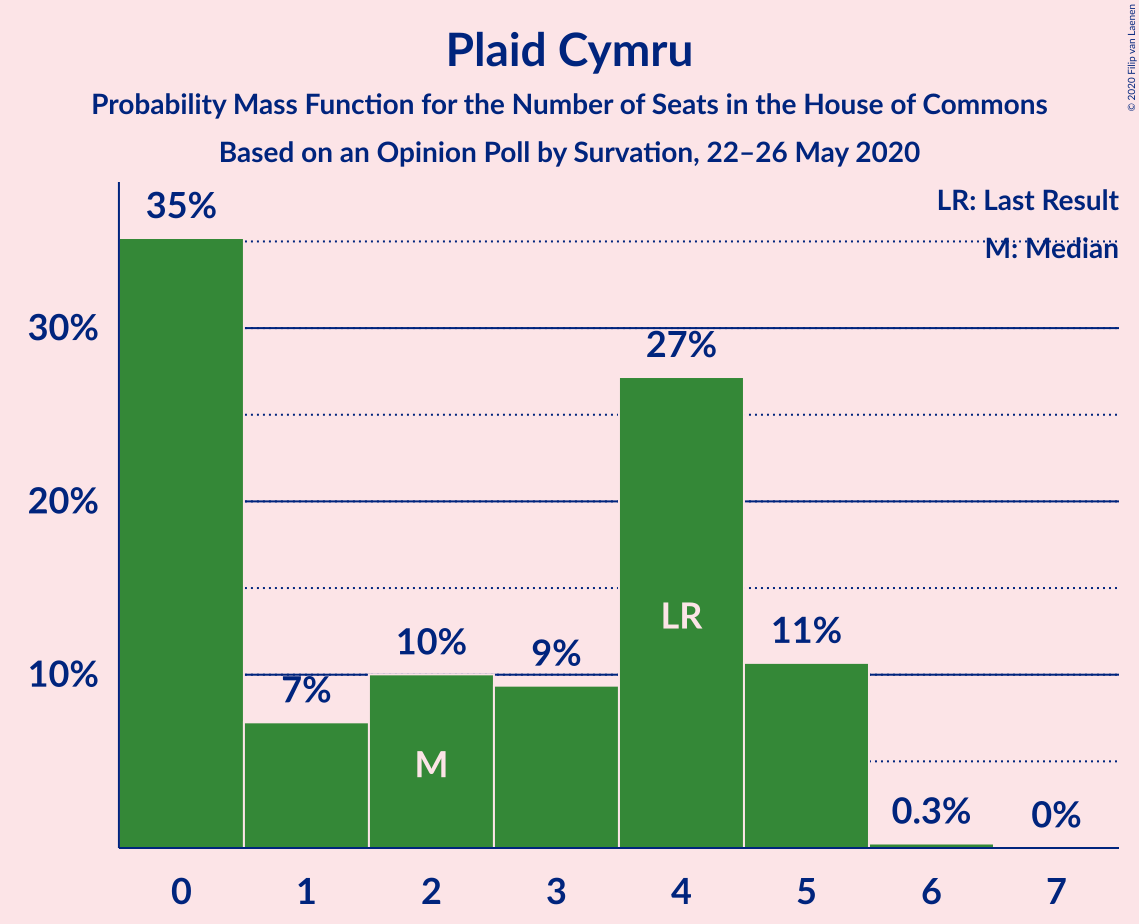 Plaid Cymru
Probability Mass Function for the Number of Seats in the House of Commons
Based on an Opinion Poll by Survation, 22–26 May 2020
© 2020 Filip van Laenen
LR: Last Result
M: Median
35%
30%
27%
20%
LR
11%
10%
9%
10%
7%
M
0.3%
0%
0 1 2 3 4 5 6 7